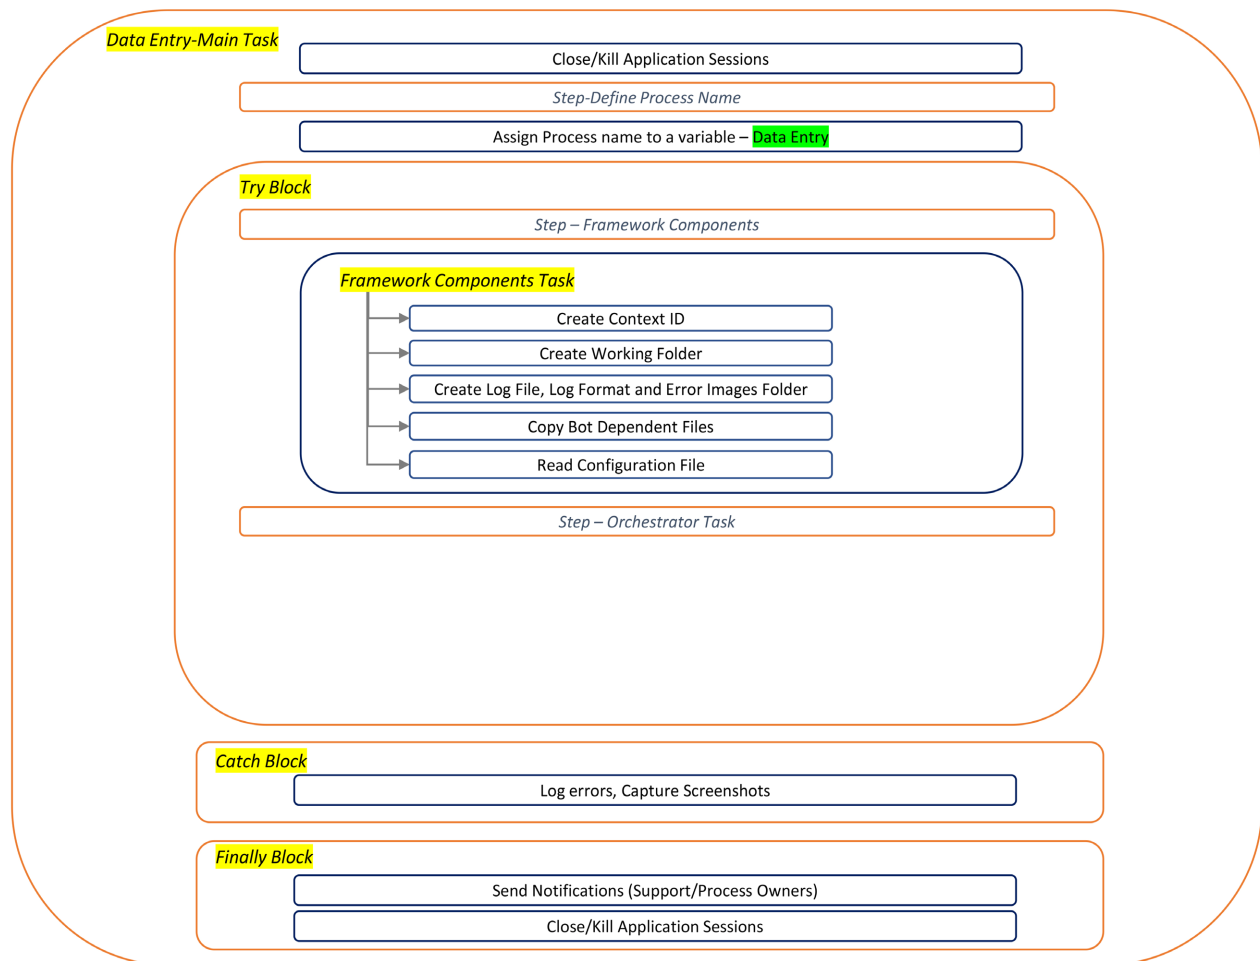 Data Entry-Main Task
Close/Kill Application Sessions
Step-Define Process Name
Assign Process name to a variable – Data Entry
Try Block
Step – Framework Components
Framework Components Task
Create Context ID
Create Working Folder
Create Log File, Log Format and Error Images Folder
Copy Bot Dependent Files
Read Configuration File
Step – Orchestrator Task
Catch Block
Log errors, Capture Screenshots
Finally Block
Send Notifications (Support/Process Owners)
Close/Kill Application Sessions